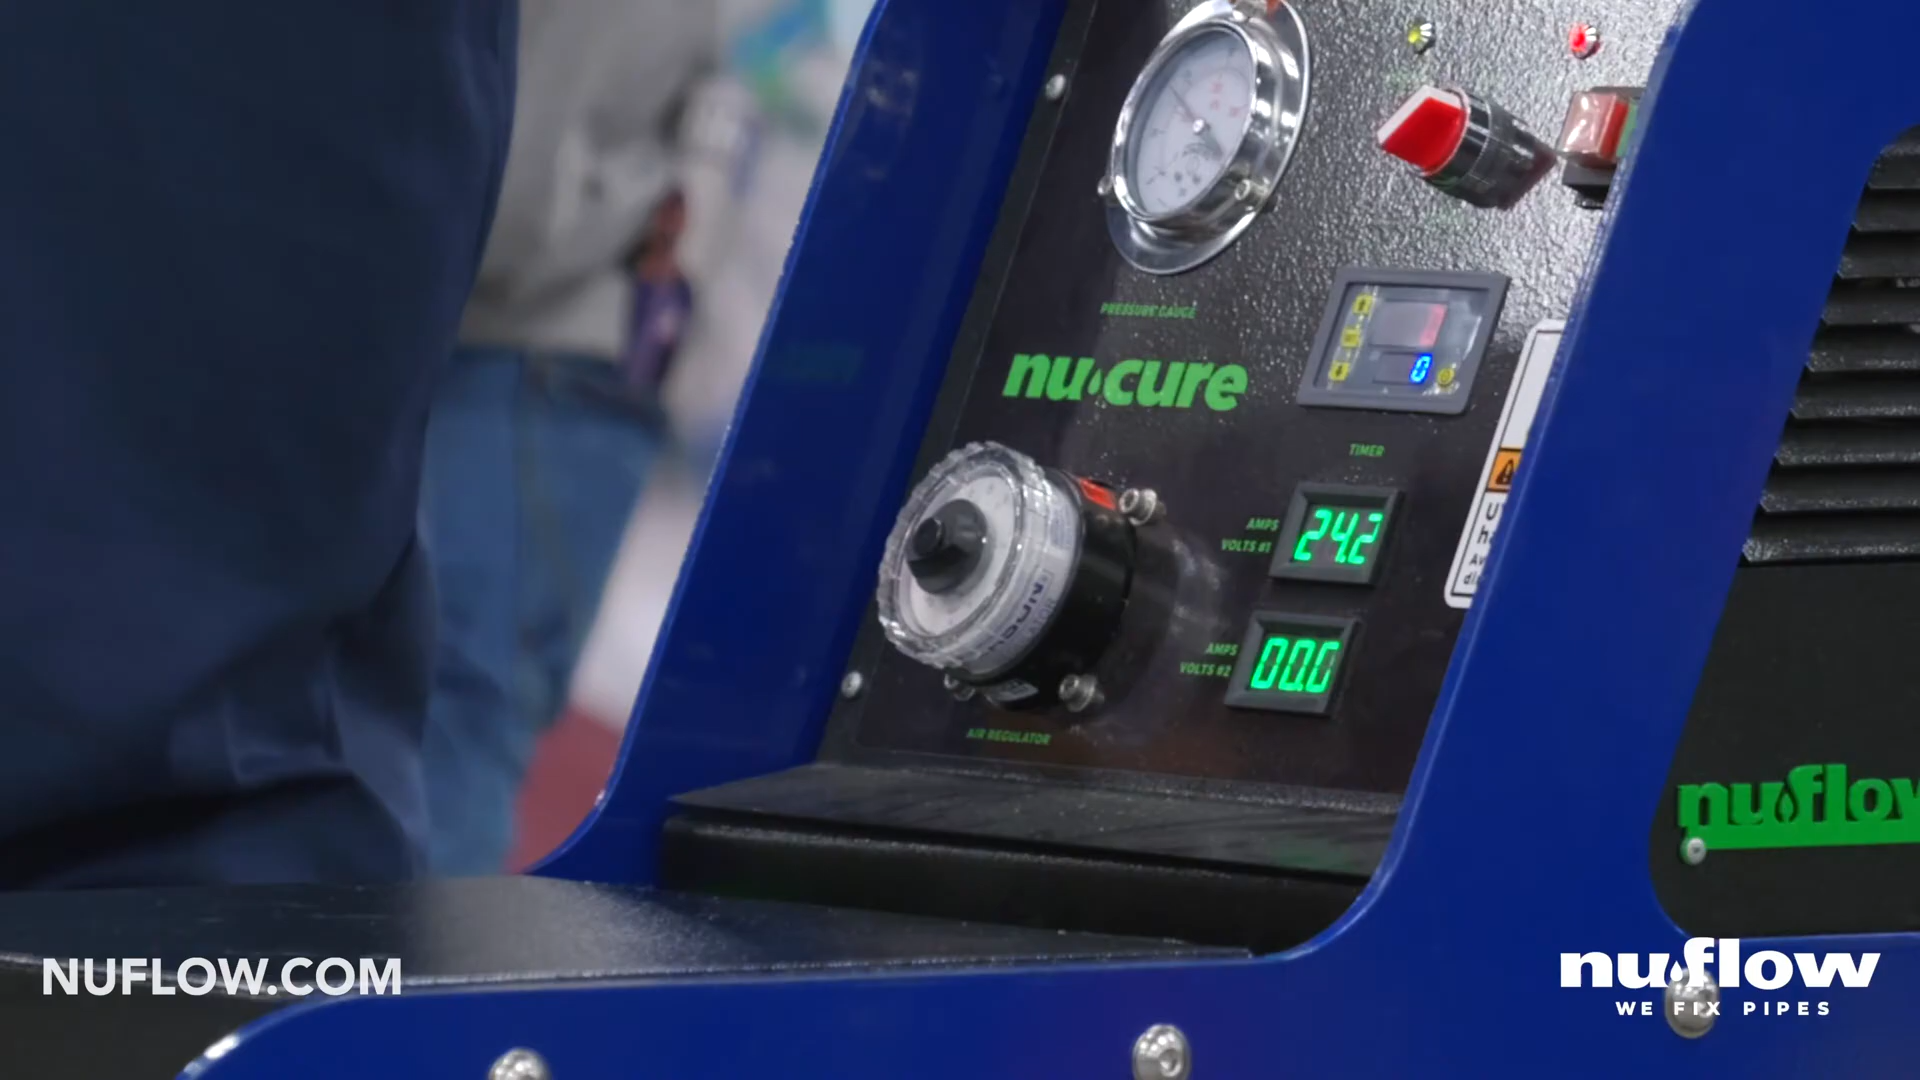 PRESSURE GAUGE
nu·cure
0
TIMER
AMPS
VOLTS #1
24.2
AMPS
VOLTS #2
00.0
AIR REGULATOR
nuflow
NUFLOW.COM
nuflow
WE FIX PIPES